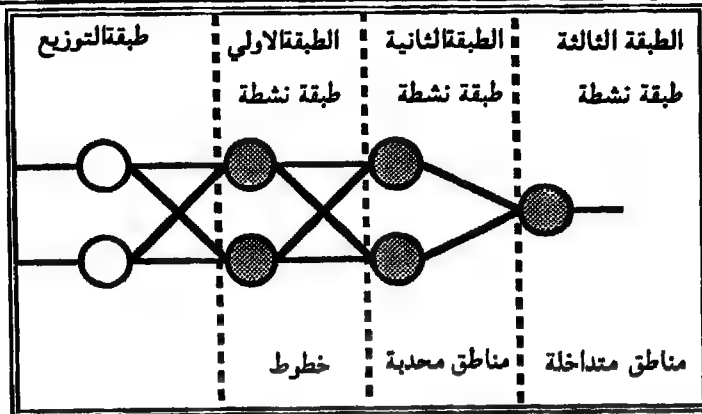 الطبقة الثالثة
طبقة نشطة
الطبقةالثانية
طبقة نشطة
الطبقةالاولي
طبقة نشطة
طبقةالتوزيع
مناطق متداخلة
مناطق محدبة
خطوط